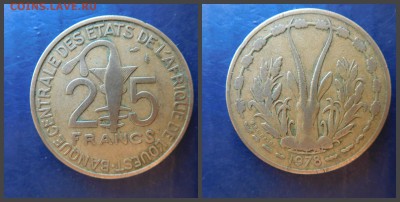 COINS.LAVE.RU
BANQUE CENTRALE DES ETATS DE L'AFRIQUE DE L'OUEST
25
FRANCS
1978